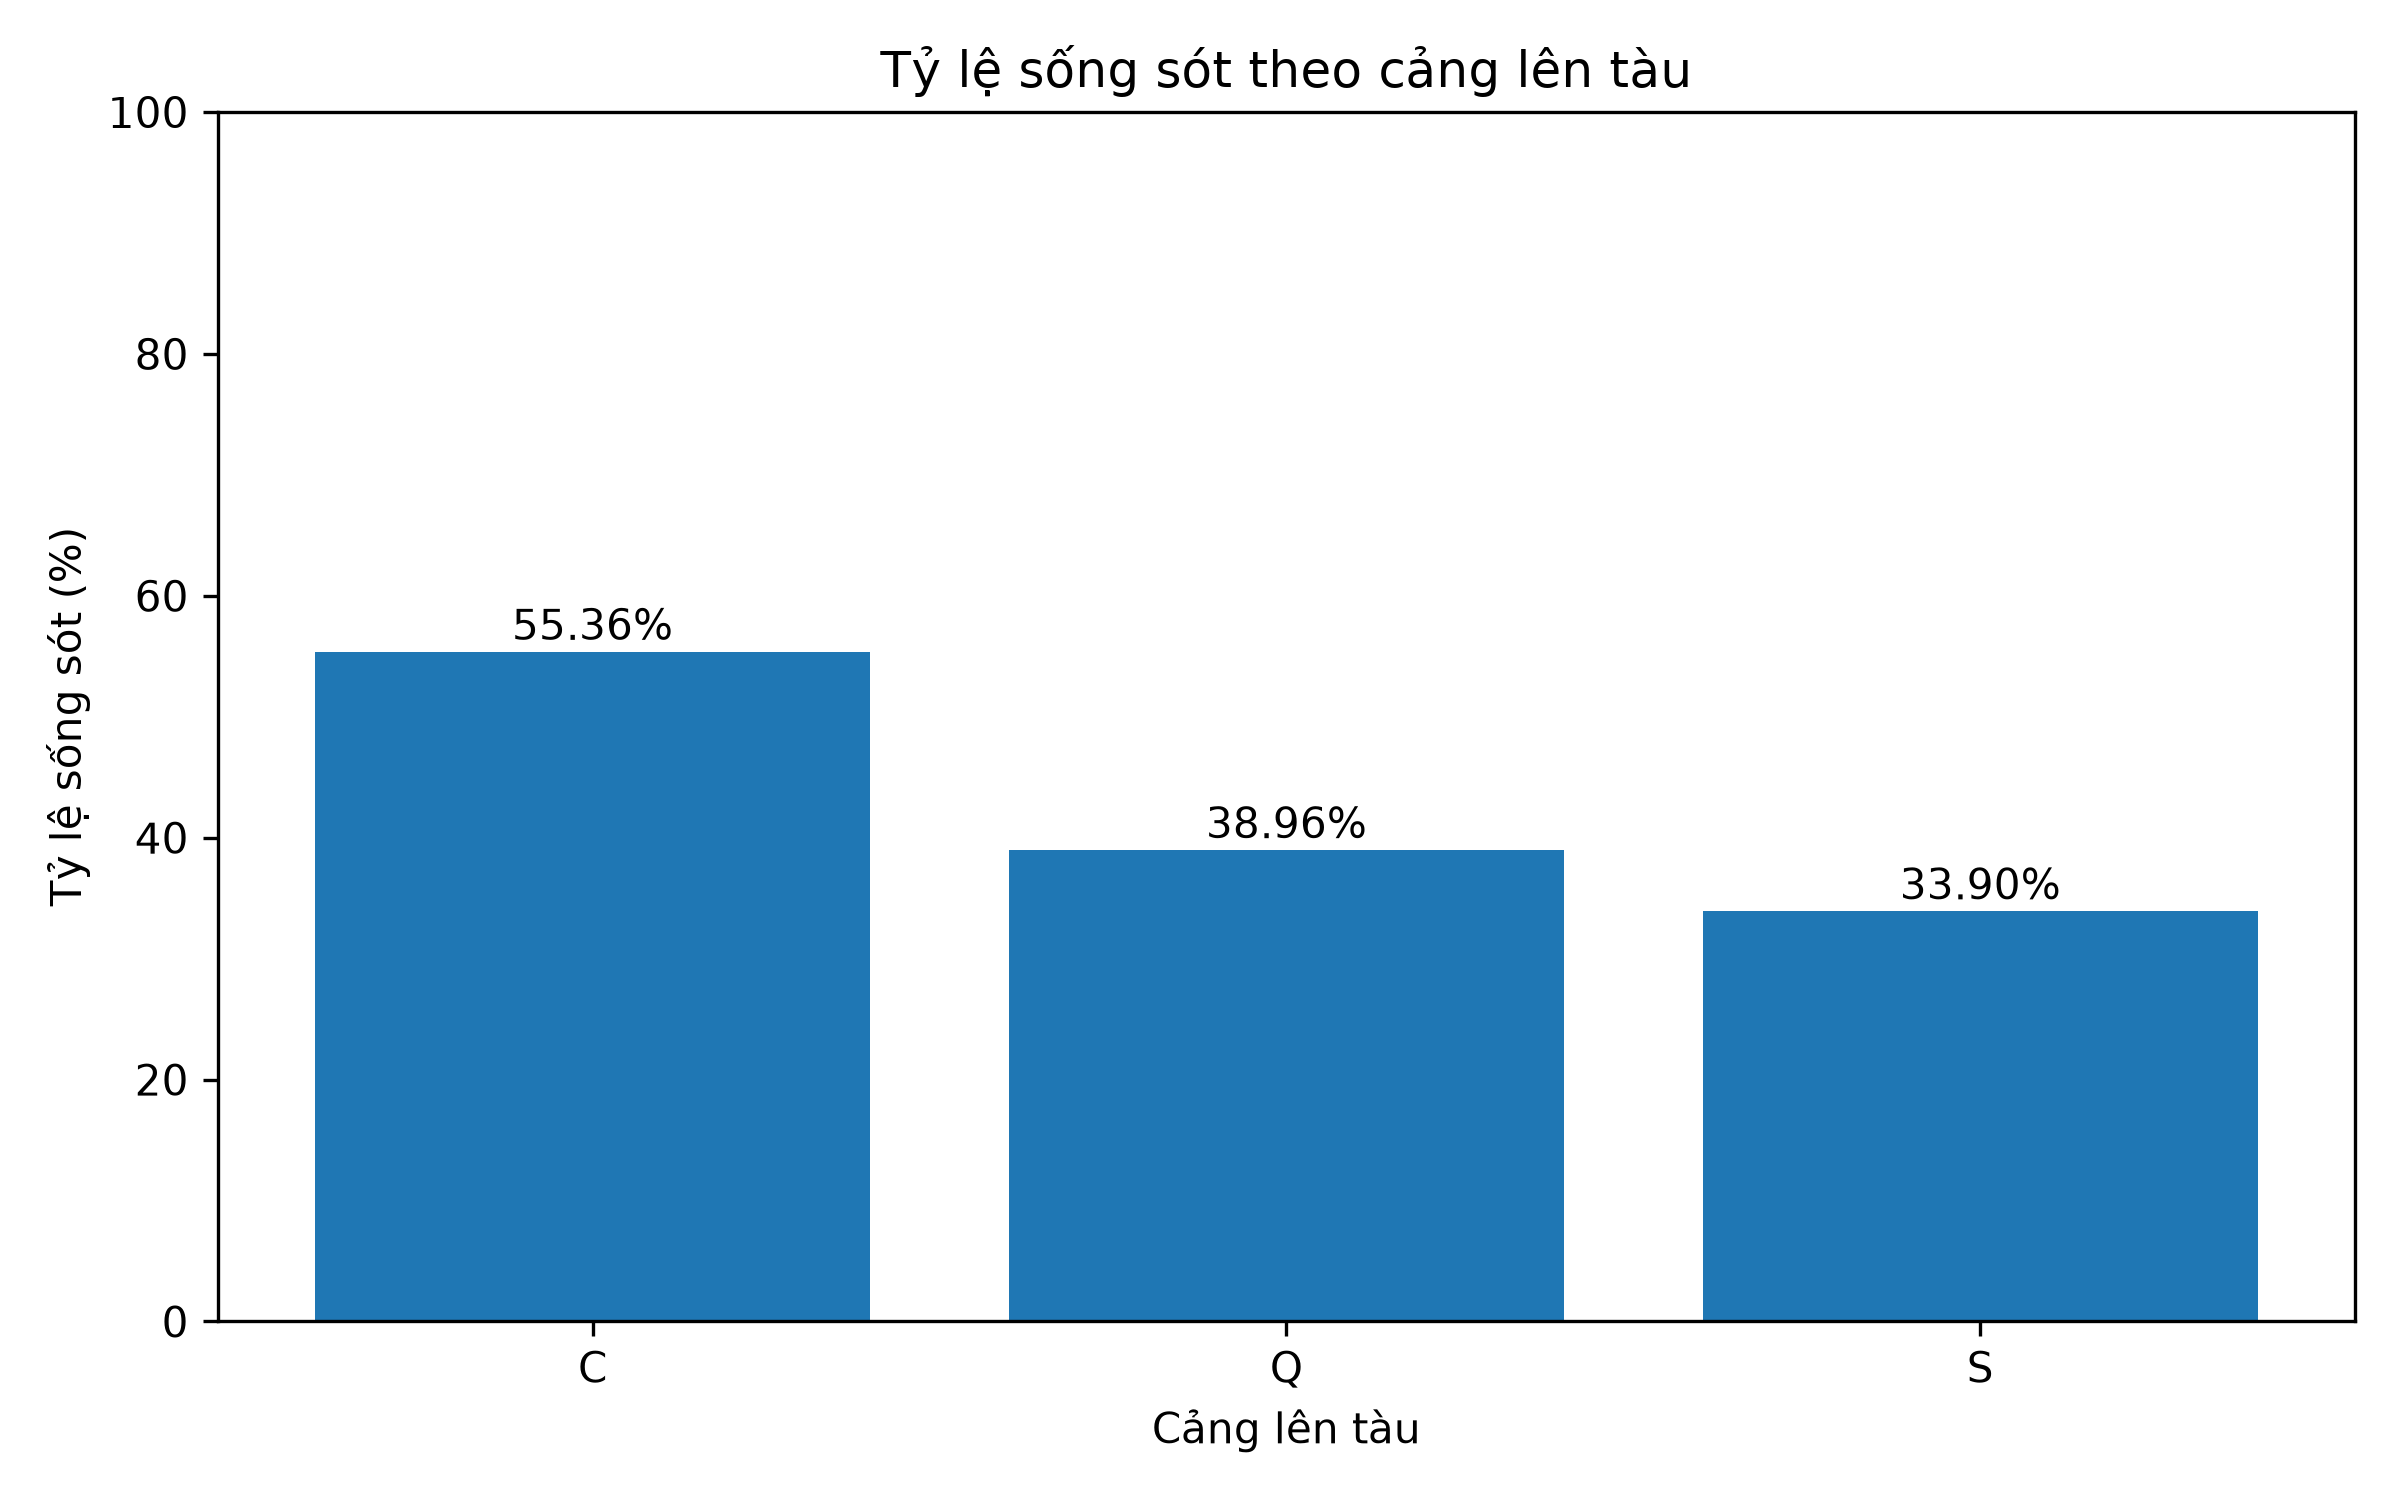 Tỷ lệ sống sót theo cảng lên tàu
Tỷ lệ sống sót (%)
100
80
60
40
20
0
55.36%
38.96%
33.90%
C
Q
S
Cảng lên tàu